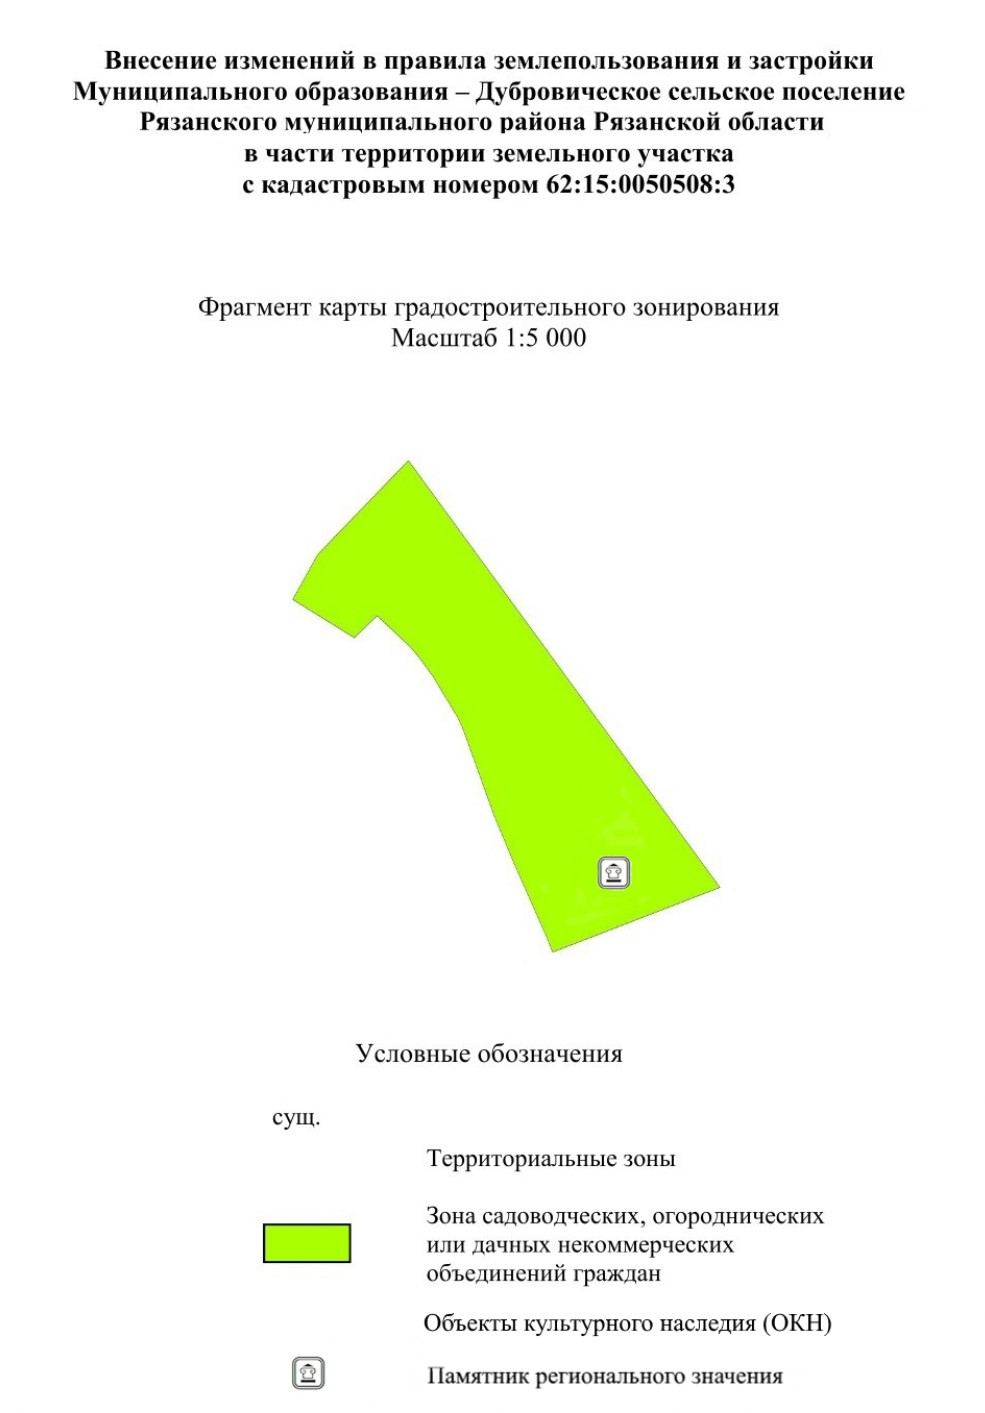 Внесение изменений в правила землепользования и застройки
Муниципального образования – Дубровическое сельское поселение
Рязанского муниципального района Рязанской области
в части территории земельного участка
с кадастровым номером 62:15:0050508:3
Фрагмент карты градостроительного зонирования
Масштаб 1:5 000
Условные обозначения
сущ.
Территориальные зоны
Зона садоводческих, огороднических
или дачных некоммерческих
объединений граждан
Объекты культурного наследия (ОКН)
Памятник регионального значения